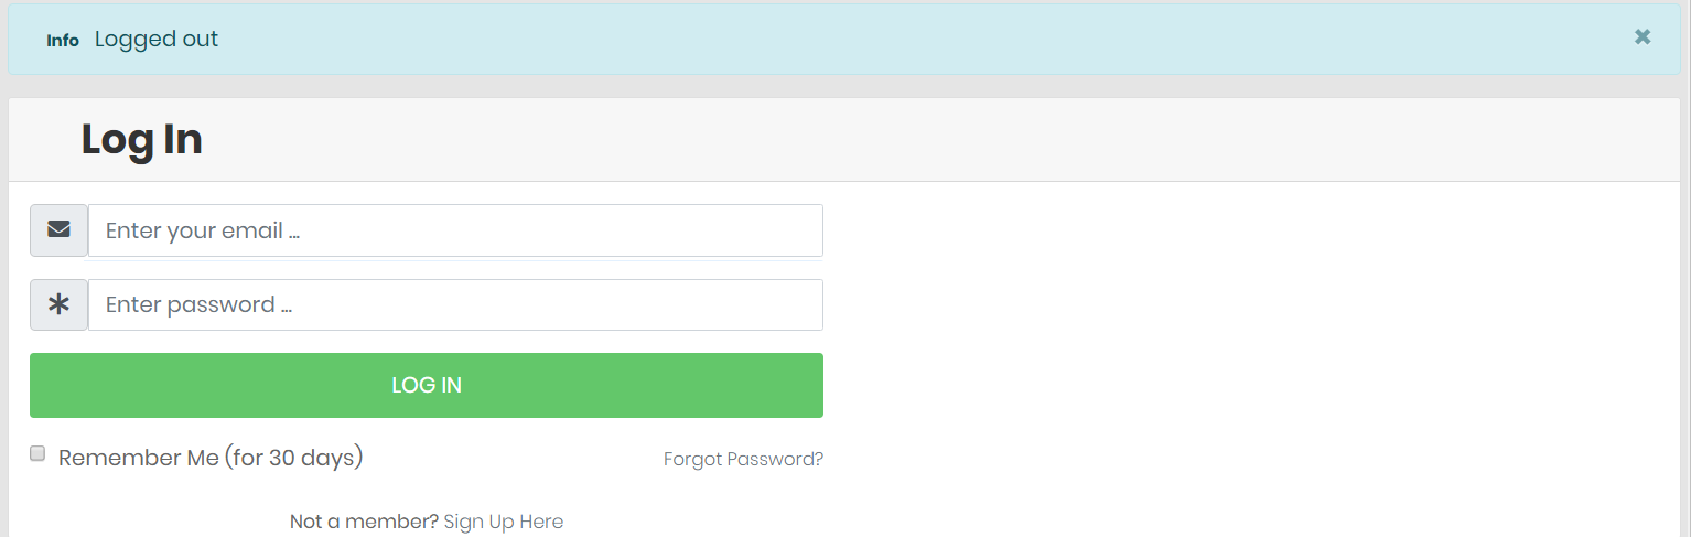 Info Logged out ×
Log In
Enter your email ...
Enter password ...
LOG IN
Remember Me (for 30 days) Forgot Password?
Not a member? Sign Up Here